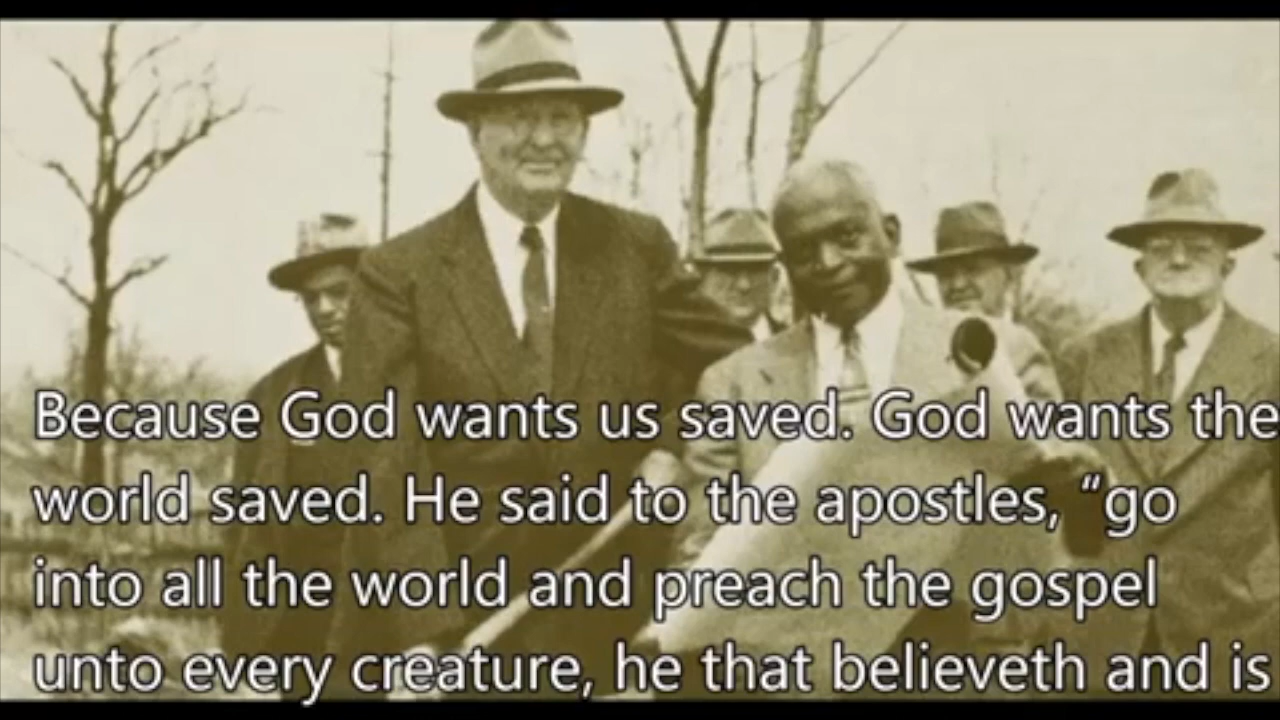 Because God wants us saved. God wants the
world saved. He said to the apostles, “go
into all the world and preach the gospel
unto every creature, he that believeth and is